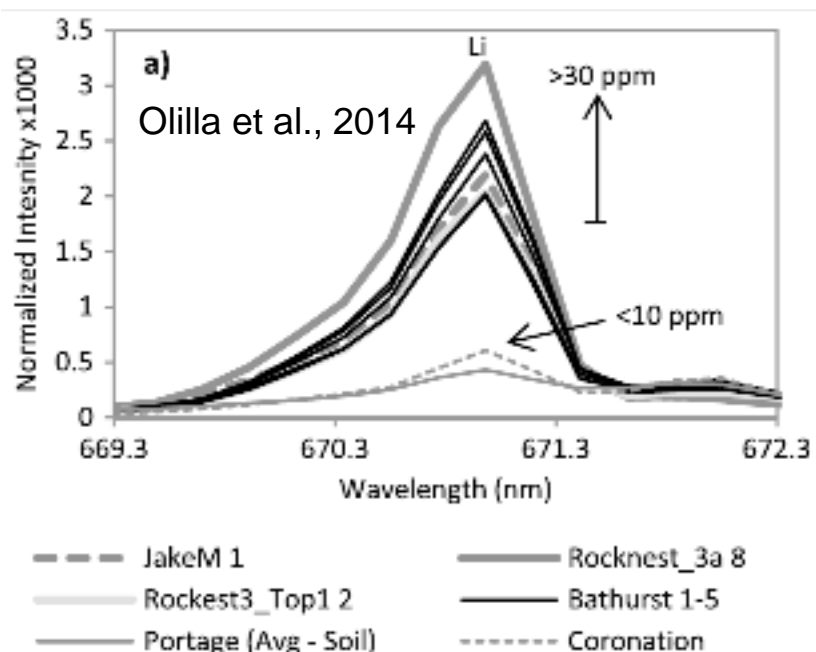 3.5
3
2.5
2
1.5
1
0.5
0
Normalized Intesnity x1000
a)
Olilla et al., 2014
Li
>30 ppm
<10 ppm
669.3 670.3 671.3 672.3
Wavelength (nm)
JakeM 1 Rocknest_3a 8
Rockest3_Top1 2 Bathurst 1-5
Portage (Avg - Soil) Coronation